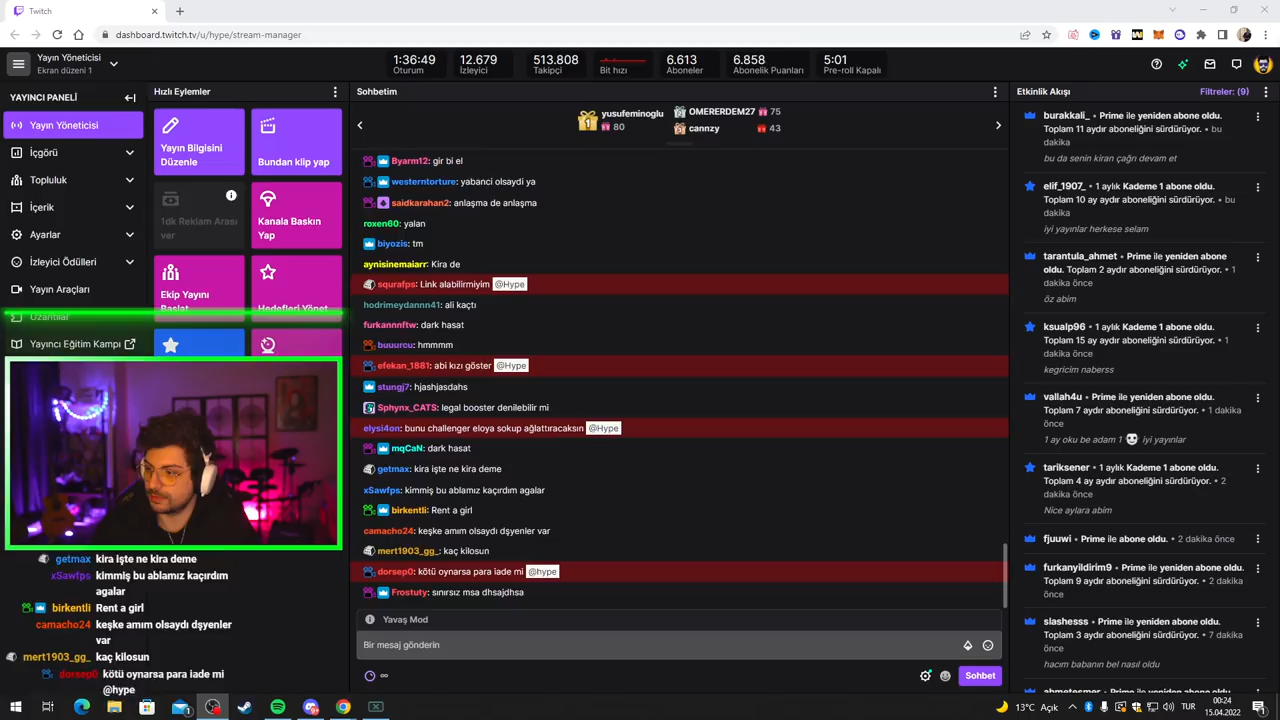 Twitch
dashboard.twitch.tv/u/hype/stream-manager
Yayın Yöneticisi
Ekran düzeni 1
1:36:49
Oturum
12.679
İzleyici
513.808
Takipçi
Bit hızı
6.613
Aboneler
6.858
Abonelik Puanları
5:01
Pre-roll Kapalı
YAYINCI PANELİ
Yayın Yöneticisi
İçgörü
Topluluk
İçerik
Ayarlar
İzleyici Ödülleri
Yayın Araçları
Uzantılar
Yayıncı Eğitim Kampı
Hızlı Eylemler
Yayın Bilgisini
Düzenle
Bundan klip yap
1dk Reklam Arası
ver
Kanala Baskın
Yap
Ekip Yayını
Başlat
Hedefleri Yönet
getmax kira işte ne kira deme
xSawfps kimmiş bu ablamız kaçırdım
agalar
birkentli Rent a girl
camacho24 keşke amım olsaydı dşyenler
var
mert1903_gg_ kaç kilosun
dorsep0 kötü oynarsa para iade mi
@hype
Sohbetim
1
yusufeminoglu
80
OMERERDEM27 75
cannzy 43
Byarm12: gir bi el
westerntorture: yabanci olsaydi ya
saidkarahan2: anlaşma de anlaşma
roxen60: yalan
biyozis: tm
aynisinemaiarr: Kira de
squrafps: Link alabilirmiyim @Hype
hodrimeydannn41: ali kaçtı
furkannnftw: dark hasat
buuurcu: hmmmm
efekan_1881: abi kızı göster @Hype
stungj7: hjashjasdahs
Sphynx_CATS: legal booster denilebilir mi
elysi4on: bunu challenger eloya sokup ağlattıracaksın @Hype
mqCaN: dark hasat
getmax: kira işte ne kira deme
xSawfps: kimmiş bu ablamız kaçırdım agalar
birkentli: Rent a girl
camacho24: keşke amım olsaydı dşyenler var
mert1903_gg_: kaç kilosun
dorsep0: kötü oynarsa para iade mi @hype
Frostuty: sınırsız msa dhsajdhsa
Yavaş Mod
Bir mesaj gönderin
∞
Sohbet
Etkinlik Akışı
Filtreler: (9)
burakkali_ • Prime ile yeniden abone oldu.
Toplam 11 aydır aboneliğini sürdürüyor. • bu
dakika
bu da senin kiran çağrı devam et
elif_1907_ • 1 aylık Kademe 1 abone oldu.
Toplam 10 ay aydır aboneliğini sürdürüyor. • bu
dakika
iyi yayınlar herkese selam
tarantula_ahmet • Prime ile yeniden abone
oldu. Toplam 2 aydır aboneliğini sürdürüyor. • 1
dakika önce
öz abim
ksualp96 • 1 aylık Kademe 1 abone oldu.
Toplam 15 ay aydır aboneliğini sürdürüyor. • 1
dakika önce
kegricim naberss
vallah4u • Prime ile yeniden abone oldu.
Toplam 7 aydır aboneliğini sürdürüyor. • 1 dakika
önce
1 ay oku be adam 1 iyi yayınlar
tariksener • 1 aylık Kademe 1 abone oldu.
Toplam 4 ay aydır aboneliğini sürdürüyor. • 2
dakika önce
Nice aylara abim
fjuuwi • Prime ile abone oldu. • 2 dakika önce
furkanyildirim9 • Prime ile yeniden abone oldu.
Toplam 9 aydır aboneliğini sürdürüyor. • 2 dakika
önce
slashesss • Prime ile yeniden abone oldu.
Toplam 3 aydır aboneliğini sürdürüyor. • 7 dakika
önce
hacım babanın bel nasıl oldu
13°C Açık
TUR
00:24
15.04.2022